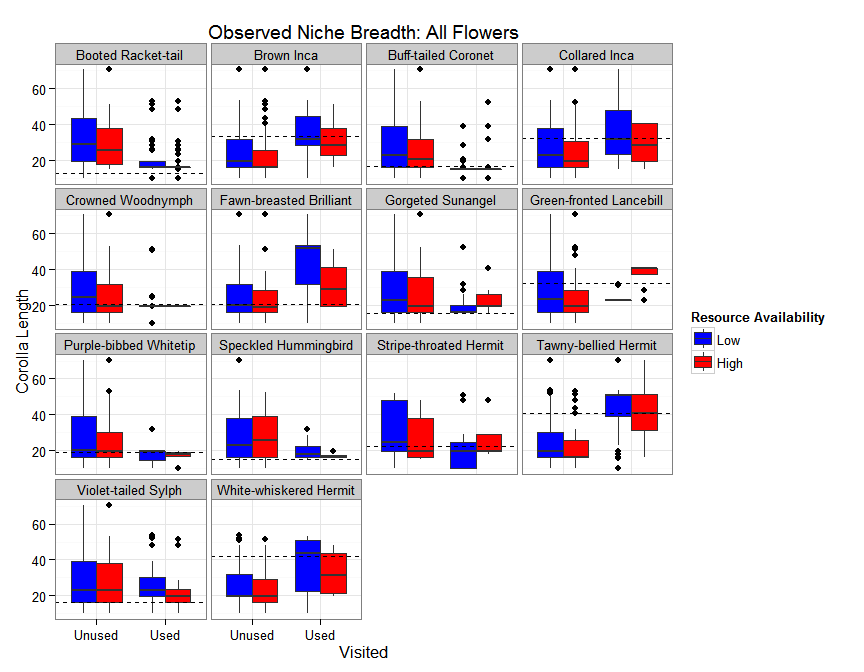 Observed Niche Breadth: All Flowers
Booted Racket-tail
Brown Inca
Buff-tailed Coronet
Collared Inca
60
40
20
Crowned Woodnymph
Fawn-breasted Brilliant
Gorgeted Sunangel
Green-fronted Lancebill
60
40
20
Purple-bibbed Whitetip
Speckled Hummingbird
Stripe-throated Hermit
Tawny-bellied Hermit
60
40
20
Violet-tailed Sylph
White-whiskered Hermit
60
40
20
Unused
Used
Unused
Used
Visited
Corolla Length
Resource Availability
Low
High